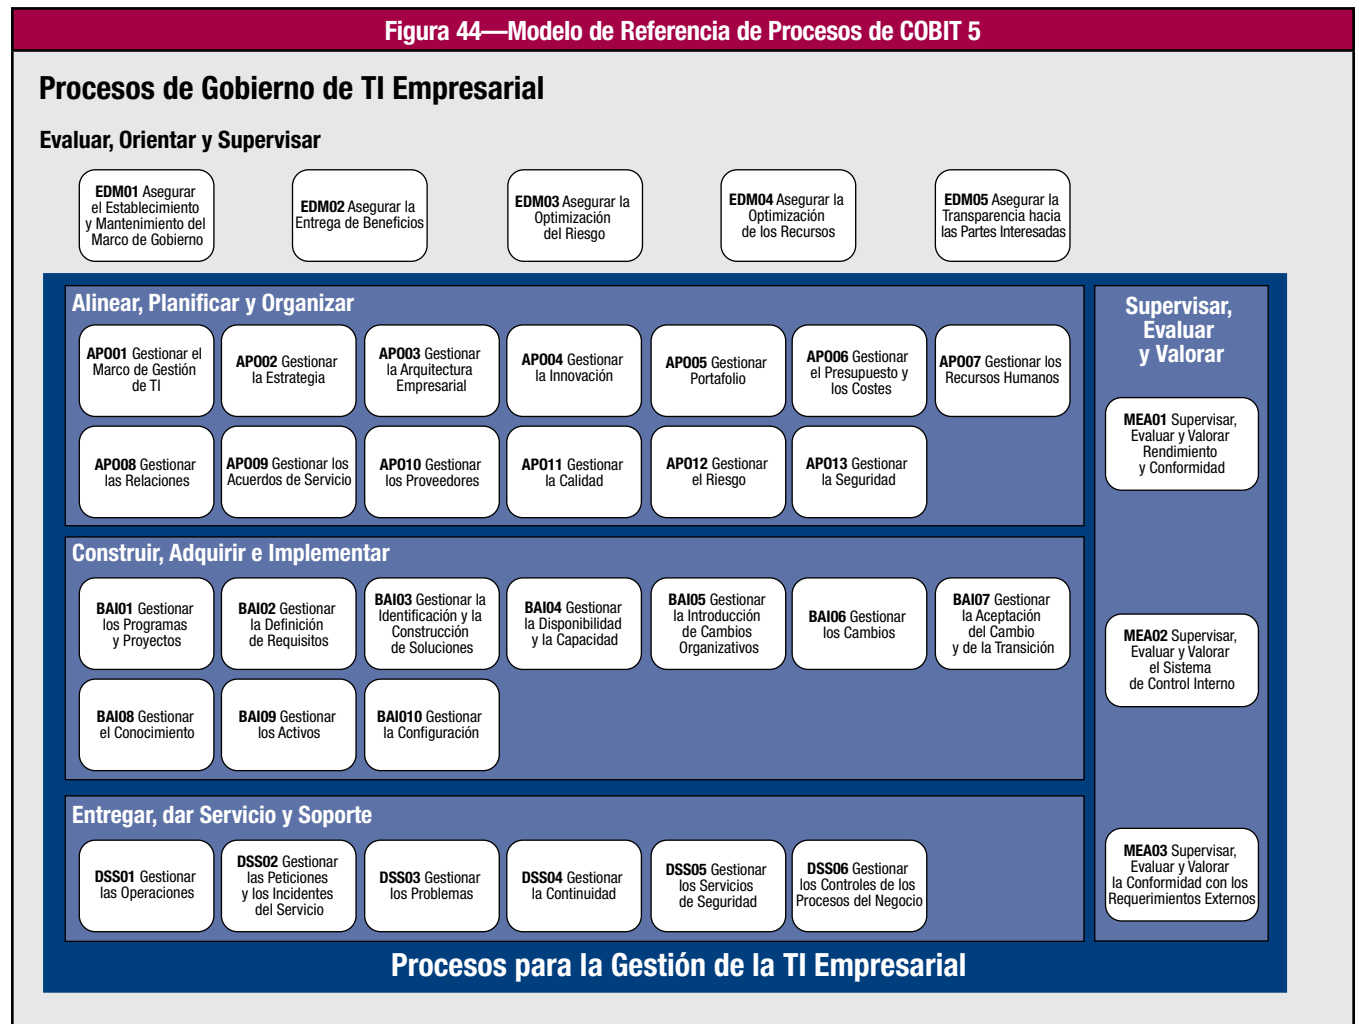 Figura 44—Modelo de Referencia de Procesos de COBIT 5
Procesos de Gobierno de TI Empresarial
Evaluar, Orientar y Supervisar
EDM01 Asegurar
el Establecimiento
y Mantenimiento del
Marco de Gobierno
EDM02 Asegurar la
Entrega de Beneficios
EDM03 Asegurar la
Optimización
del Riesgo
EDM04 Asegurar la
Optimización
de los Recursos
EDM05 Asegurar la
Transparencia hacia
las Partes Interesadas
Alinear, Planificar y Organizar
APO01 Gestionar el
Marco de Gestión
de TI
APO02 Gestionar
la Estrategia
APO03 Gestionar
la Arquitectura
Empresarial
APO04 Gestionar
la Innovación
APO05 Gestionar
Portafolio
APO06 Gestionar
el Presupuesto y
los Costes
APO07 Gestionar los
Recursos Humanos
APO08 Gestionar
las Relaciones
APO09 Gestionar los
Acuerdos de Servicio
APO10 Gestionar
los Proveedores
APO11 Gestionar
la Calidad
APO12 Gestionar
el Riesgo
APO13 Gestionar
la Seguridad
Construir, Adquirir e Implementar
BAI01 Gestionar
los Programas
y Proyectos
BAI02 Gestionar
la Definición
de Requisitos
BAI03 Gestionar la
Identificación y la
Construcción
de Soluciones
BAI04 Gestionar
la Disponibilidad
y la Capacidad
BAI05 Gestionar
la Introducción
de Cambios
Organizativos
BAI06 Gestionar
los Cambios
BAI07 Gestionar
la Aceptación
del Cambio
y de la Transición
BAI08 Gestionar
el Conocimiento
BAI09 Gestionar
los Activos
BAI010 Gestionar
la Configuración
Entregar, dar Servicio y Soporte
DSS01 Gestionar
las Operaciones
DSS02 Gestionar
las Peticiones
y los Incidentes
del Servicio
DSS03 Gestionar
los Problemas
DSS04 Gestionar
la Continuidad
DSS05 Gestionar
los Servicios
de Seguridad
DSS06 Gestionar
los Controles de los
Procesos del Negocio
Supervisar,
Evaluar
y Valorar
MEA01 Supervisar,
Evaluar y Valorar
Rendimiento
y Conformidad
MEA02 Supervisar,
Evaluar y Valorar
el Sistema
de Control Interno
MEA03 Supervisar,
Evaluar y Valorar
la Conformidad con los
Requerimientos Externos
Procesos para la Gestión de la TI Empresarial